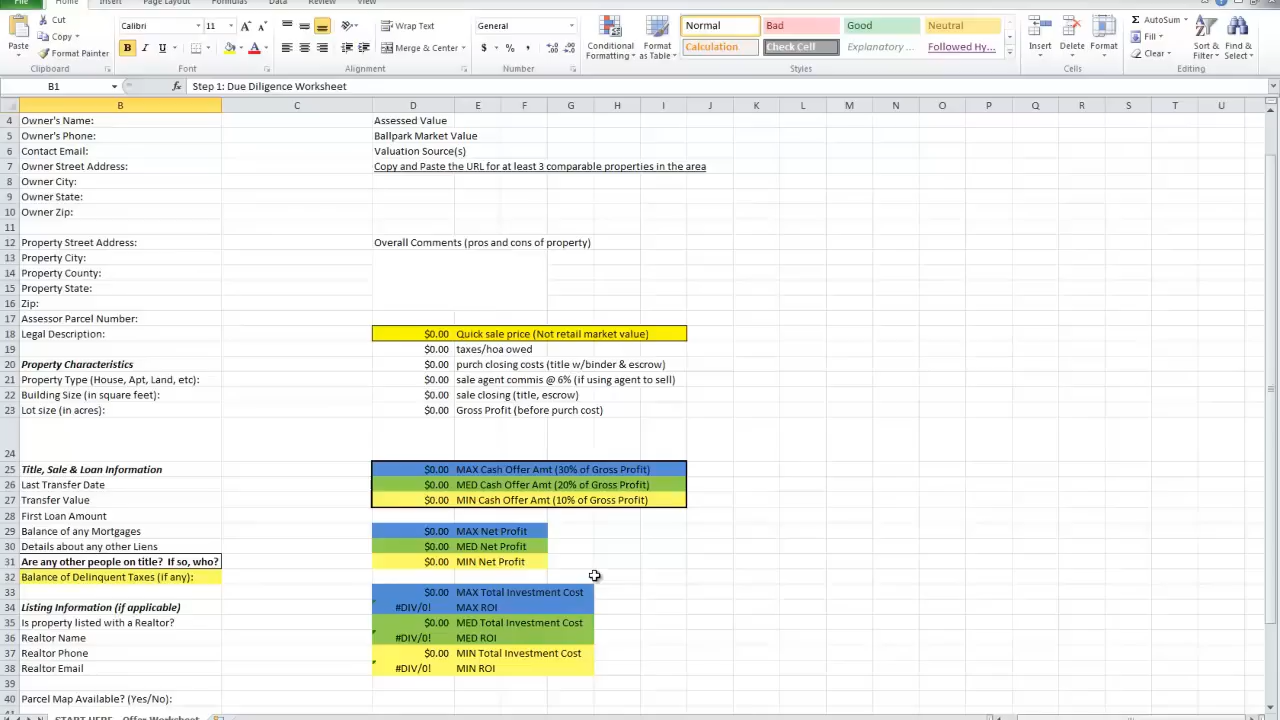 File Home Insert Page Layout Formulas Data Review View
Cut
Copy
Format Painter
Paste
Clipboard
Calibri 11
B I U
Font
Wrap Text
Merge & Center
Alignment
General
$ % ,
Number
Conditional Formatting
Format as Table
Normal Bad Good Neutral
Calculation Check Cell Explanatory ... Followed Hy...
Styles
Insert Delete Format
Cells
Σ AutoSum
Fill
Clear
Sort & Filter
Find & Select
Editing
B1 fx Step 1: Due Diligence Worksheet
B C D E F G H I J K L M N O P Q R S T U
4 Owner's Name: Assessed Value
5 Owner's Phone: Ballpark Market Value
6 Contact Email: Valuation Source(s)
7 Owner Street Address: Copy and Paste the URL for at least 3 comparable properties in the area
8 Owner City:
9 Owner State:
10 Owner Zip:
11
12 Property Street Address: Overall Comments (pros and cons of property)
13 Property City:
14 Property County:
15 Property State:
16 Zip:
17 Assessor Parcel Number:
18 Legal Description: $0.00 Quick sale price (Not retail market value)
19 $0.00 taxes/hoa owed
20 Property Characteristics $0.00 purch closing costs (title w/binder & escrow)
21 Property Type (House, Apt, Land, etc): $0.00 sale agent commis @ 6% (if using agent to sell)
22 Building Size (in square feet): $0.00 sale closing (title, escrow)
23 Lot size (in acres): $0.00 Gross Profit (before purch cost)
24
25 Title, Sale & Loan Information $0.00 MAX Cash Offer Amt (30% of Gross Profit)
26 Last Transfer Date $0.00 MED Cash Offer Amt (20% of Gross Profit)
27 Transfer Value $0.00 MIN Cash Offer Amt (10% of Gross Profit)
28 First Loan Amount
29 Balance of any Mortgages $0.00 MAX Net Profit
30 Details about any other Liens $0.00 MED Net Profit
31 Are any other people on title? If so, who? $0.00 MIN Net Profit
32 Balance of Delinquent Taxes (if any):
33 $0.00 MAX Total Investment Cost
34 Listing Information (if applicable) #DIV/0! MAX ROI
35 Is property listed with a Realtor? $0.00 MED Total Investment Cost
36 Realtor Name #DIV/0! MED ROI
37 Realtor Phone $0.00 MIN Total Investment Cost
38 Realtor Email #DIV/0! MIN ROI
39
40 Parcel Map Available? (Yes/No):
START HERE - Offer Worksheet